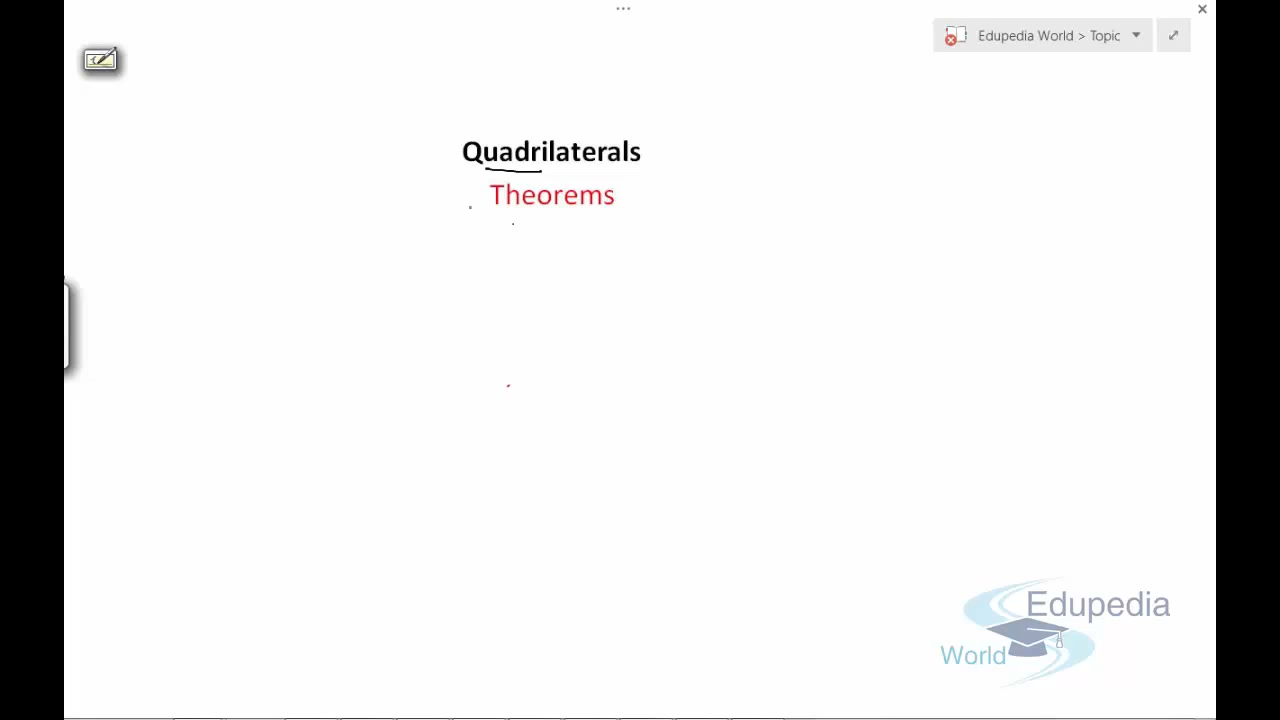 Edupedia World > Topic
Quadrilaterals
Theorems
Edupedia
World